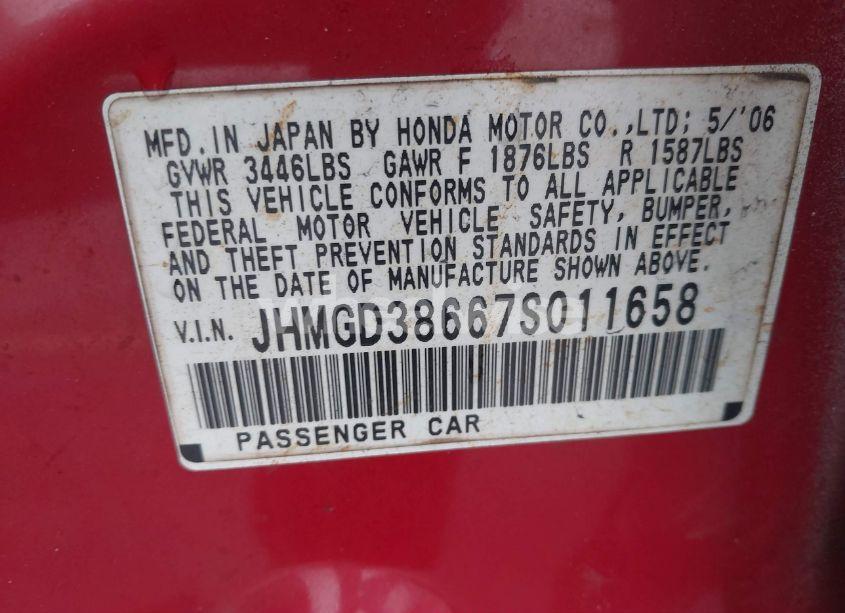 MFD.IN JAPAN BY HONDA MOTOR CO.,LTD; 5/'06
GVWR 3446LBS GAWR F 1876LBS R 1587LBS
THIS VEHICLE CONFORMS TO ALL APPLICABLE
FEDERAL MOTOR VEHICLE SAFETY, BUMPER,
AND THEFT PREVENTION STANDARDS IN EFFECT
ON THE DATE OF MANUFACTURE SHOWN ABOVE.
V.I.N. JHMGD38667S011658
PASSENGER CAR